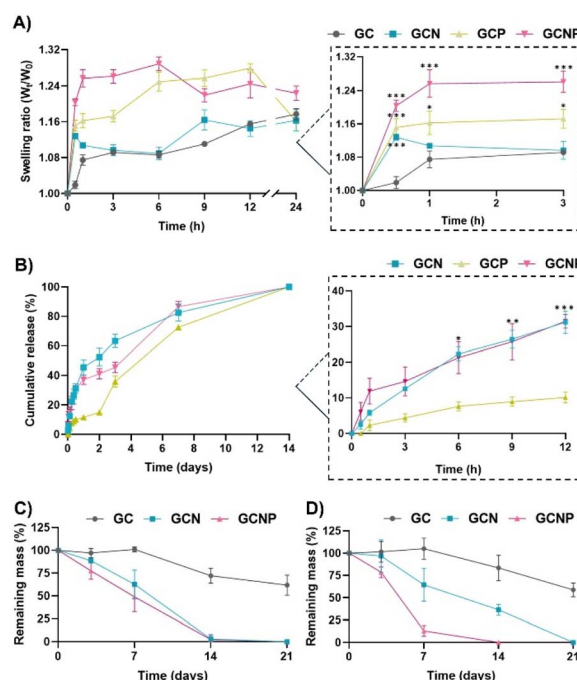 A)
GC GCN GCP GCNP
Swelling ratio (Wt/W0)
1.32
1.24
1.16
1.08
1.00
0 3 6 9 12 24
Time (h)
1.32
1.24
1.16
1.08
1.00
*** *** *** *** * *** *
0 1 2 3
Time (h)
B)
GCN GCP GCNP
Cumulative release (%)
100
80
60
40
20
0
0 2 4 6 8 10 12 14
Time (days)
40
30
20
10
0
* ** ***
0 3 6 9 12
Time (h)
C)
GC GCN GCNP
Remaining mass (%)
125
100
75
50
25
0
0 7 14 21
Time (days)
D)
GC GCN GCNP
Remaining mass (%)
125
100
75
50
25
0
0 7 14 21
Time (days)